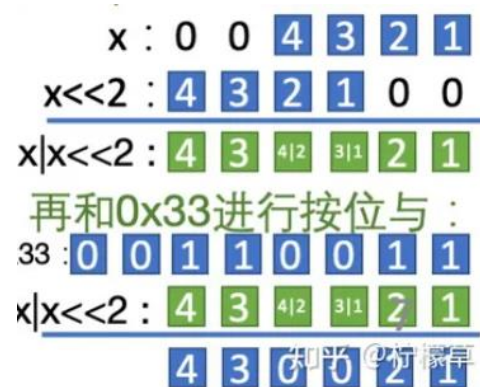 x : 0 0 4 3 2 1
x<<2 : 4 3 2 1 0 0
x|x<<2 : 4 3 4|2 3|1 2 1
再和0x33进行按位与 :
:33 : 0 0 1 1 0 0 1 1
x|x<<2 : 4 3 4|2 3|1 2 1
4 3 0 0 2 1
知乎 @柠檬草